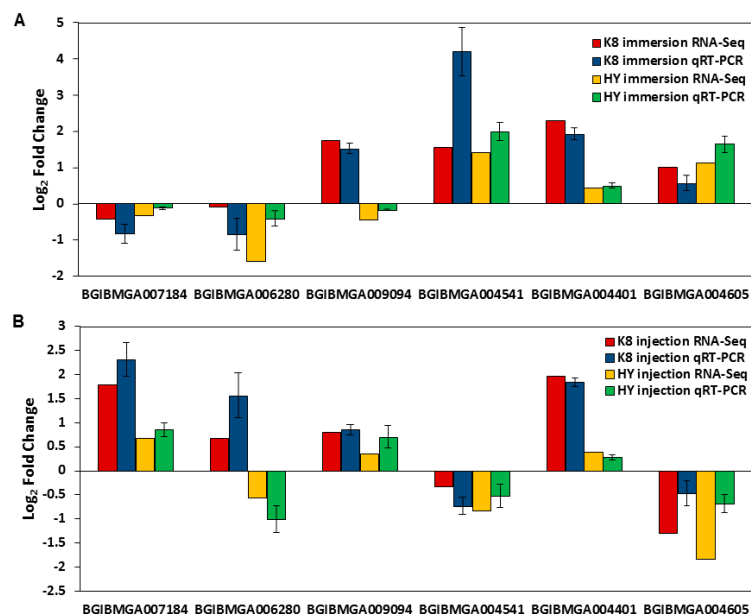 A
5
4
3
2
1
0
-1
-2
Log2 Fold Change
K8 immersion RNA-Seq
K8 immersion qRT-PCR
HY immersion RNA-Seq
HY immersion qRT-PCR
BGIBMGA007184 BGIBMGA006280 BGIBMGA009094 BGIBMGA004541 BGIBMGA004401 BGIBMGA004605
B
3
2.5
2
1.5
1
0.5
0
-0.5
-1
-1.5
-2
-2.5
Log2 Fold Change
K8 injection RNA-Seq
K8 injection qRT-PCR
HY injection RNA-Seq
HY injection qRT-PCR
BGIBMGA007184 BGIBMGA006280 BGIBMGA009094 BGIBMGA004541 BGIBMGA004401 BGIBMGA004605